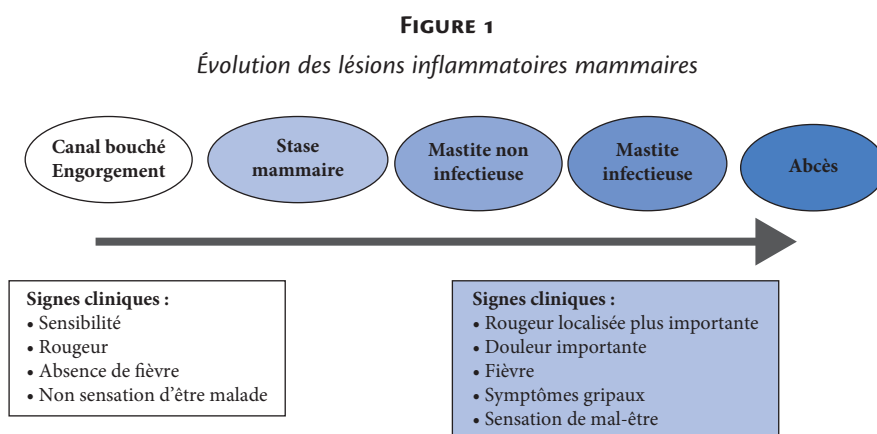 FIGURE 1
Évolution des lésions inflammatoires mammaires
Canal bouché
Engorgement
Stase
mammaire
Mastite non
infectieuse
Mastite
infectieuse
Abcès
Signes cliniques :
• Sensibilité
• Rougeur
• Absence de fièvre
• Non sensation d'être malade
Signes cliniques :
• Rougeur localisée plus importante
• Douleur importante
• Fièvre
• Symptômes gripaux
• Sensation de mal-être